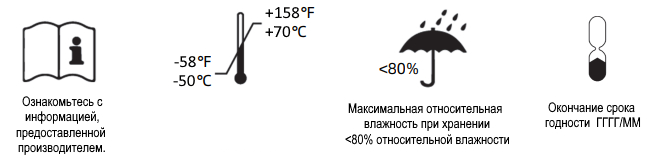 +158°F
+70℃
-58°F
-50℃
<80%
Ознакомьтесь с
информацией,
предоставленной
производителем.
Максимальная относительная
влажность при хранении
<80% относительной влажности
Окончание срока
годности ГГГГ/ММ